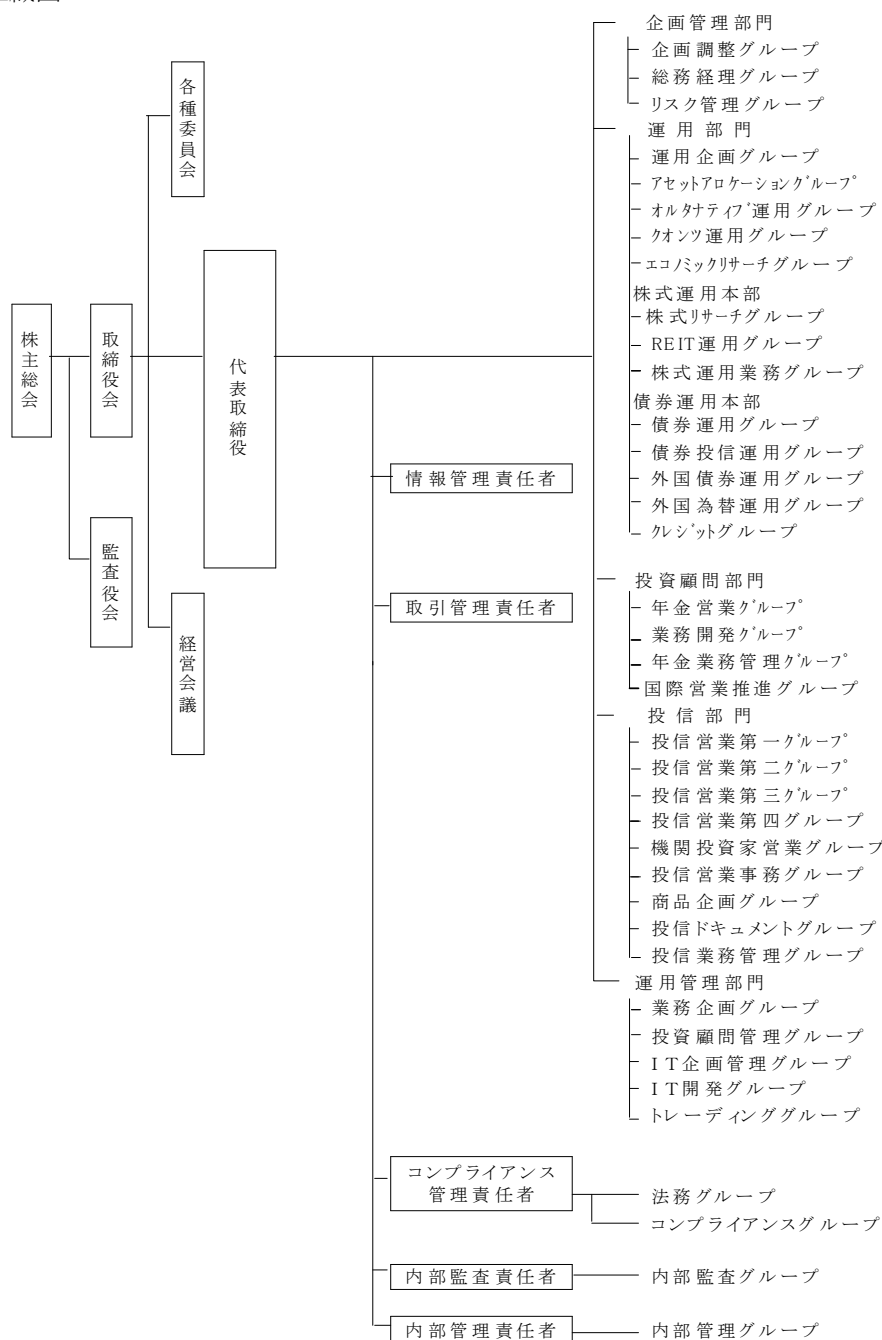 各種委員会
株主総会
取締役会
代表取締役
監査役会
経営会議
情報管理責任者
取引管理責任者
コンプライアンス
管理責任者
内部監査責任者
内部管理責任者
企画管理部門
企画調整グループ
総務経理グループ
リスク管理グループ
運用部門
運用企画グループ
アセットアロケーショングループ
オルタナティブ運用グループ
クオンツ運用グループ
エコノミックリサーチグループ
株式運用本部
株式リサーチグループ
REIT運用グループ
株式運用業務グループ
債券運用本部
債券運用グループ
債券投信運用グループ
外国債券運用グループ
外国為替運用グループ
クレジットグループ
投資顧問部門
年金営業グループ
業務開発グループ
年金業務管理グループ
国際営業推進グループ
投信部門
投信営業第一グループ
投信営業第二グループ
投信営業第三グループ
投信営業第四グループ
機関投資家営業グループ
投信営業事務グループ
商品企画グループ
投信ドキュメントグループ
投信業務管理グループ
運用管理部門
業務企画グループ
投資顧問管理グループ
IT企画管理グループ
IT開発グループ
トレーディンググループ
法務グループ
コンプライアンスグループ
内部監査グループ
内部管理グループ